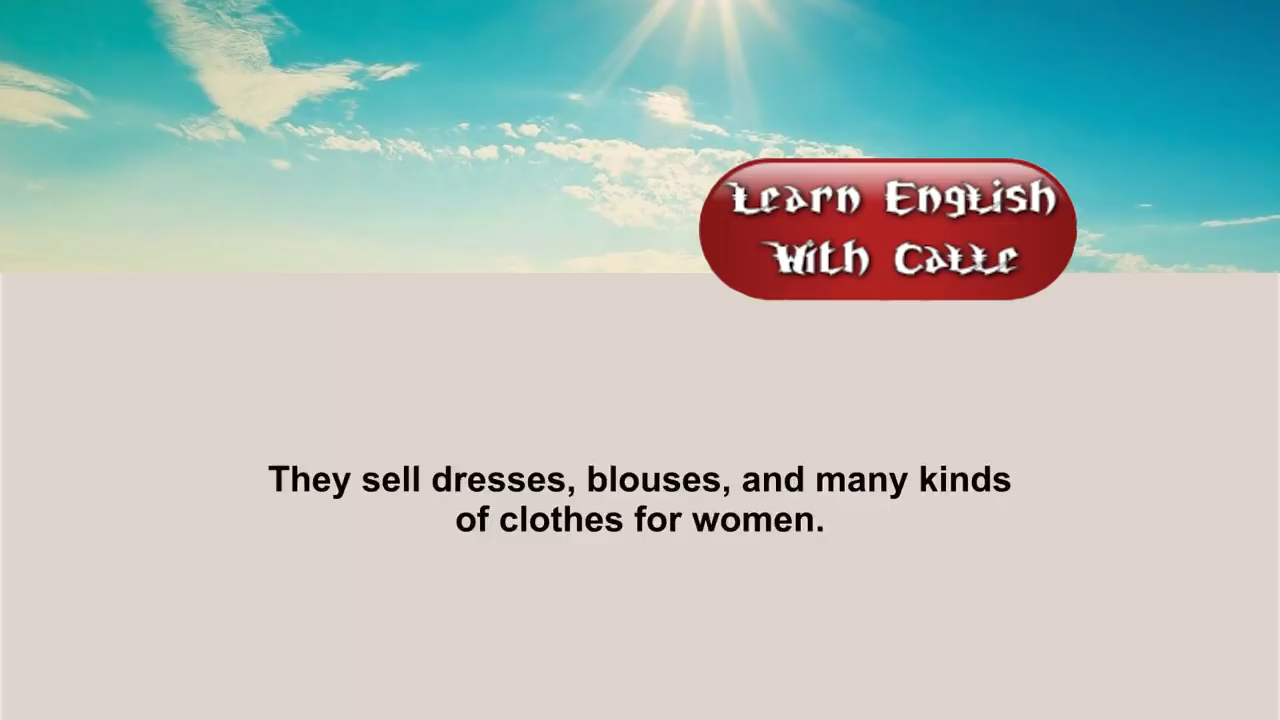 Learn English
With Catte
They sell dresses, blouses, and many kinds
of clothes for women.